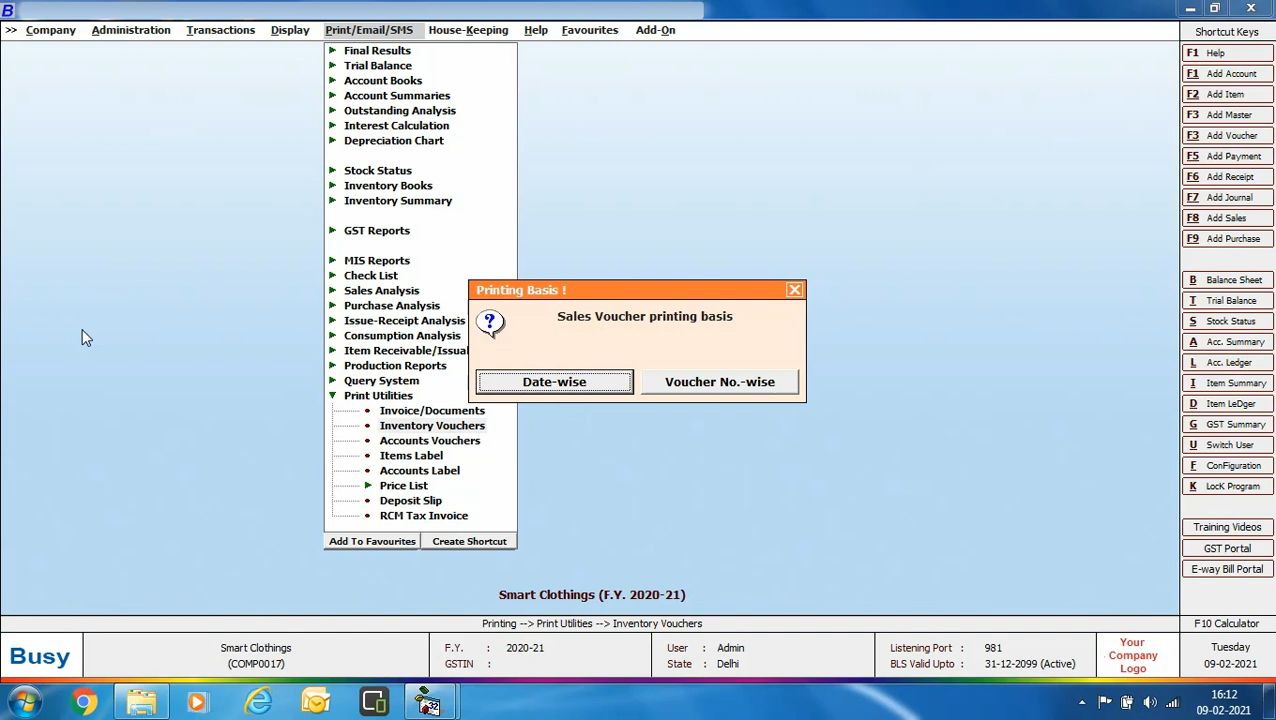 B
>> Company Administration Transactions Display Print/Email/SMS House-Keeping Help Favourites Add-On
Final Results
Trial Balance
Account Books
Account Summaries
Outstanding Analysis
Interest Calculation
Depreciation Chart
Stock Status
Inventory Books
Inventory Summary
GST Reports
MIS Reports
Check List
Sales Analysis
Purchase Analysis
Issue-Receipt Analysis
Consumption Analysis
Item Receivable/Issual
Production Reports
Query System
Print Utilities
Invoice/Documents
Inventory Vouchers
Accounts Vouchers
Items Label
Accounts Label
Price List
Deposit Slip
RCM Tax Invoice
Add To Favourites Create Shortcut
Printing Basis !
Sales Voucher printing basis
Date-wise Voucher No.-wise
Shortcut Keys
F1 Help
F1 Add Account
F2 Add Item
F3 Add Master
F3 Add Voucher
F5 Add Payment
F6 Add Receipt
F7 Add Journal
F8 Add Sales
F9 Add Purchase
B Balance Sheet
T Trial Balance
S Stock Status
A Acc. Summary
L Acc. Ledger
I Item Summary
D Item LeDger
G GST Summary
U Switch User
F ConFiguration
K LocK Program
Training Videos
GST Portal
E-way Bill Portal
Smart Clothings (F.Y. 2020-21)
Printing --> Print Utilities --> Inventory Vouchers
F10 Calculator
Busy
Smart Clothings
(COMP0017)
F.Y. : 2020-21
GSTIN :
User : Admin
State : Delhi
Listening Port : 981
BLS Valid Upto : 31-12-2099 (Active)
Your
Company
Logo
Tuesday
09-02-2021
32
16:12
09-02-2021